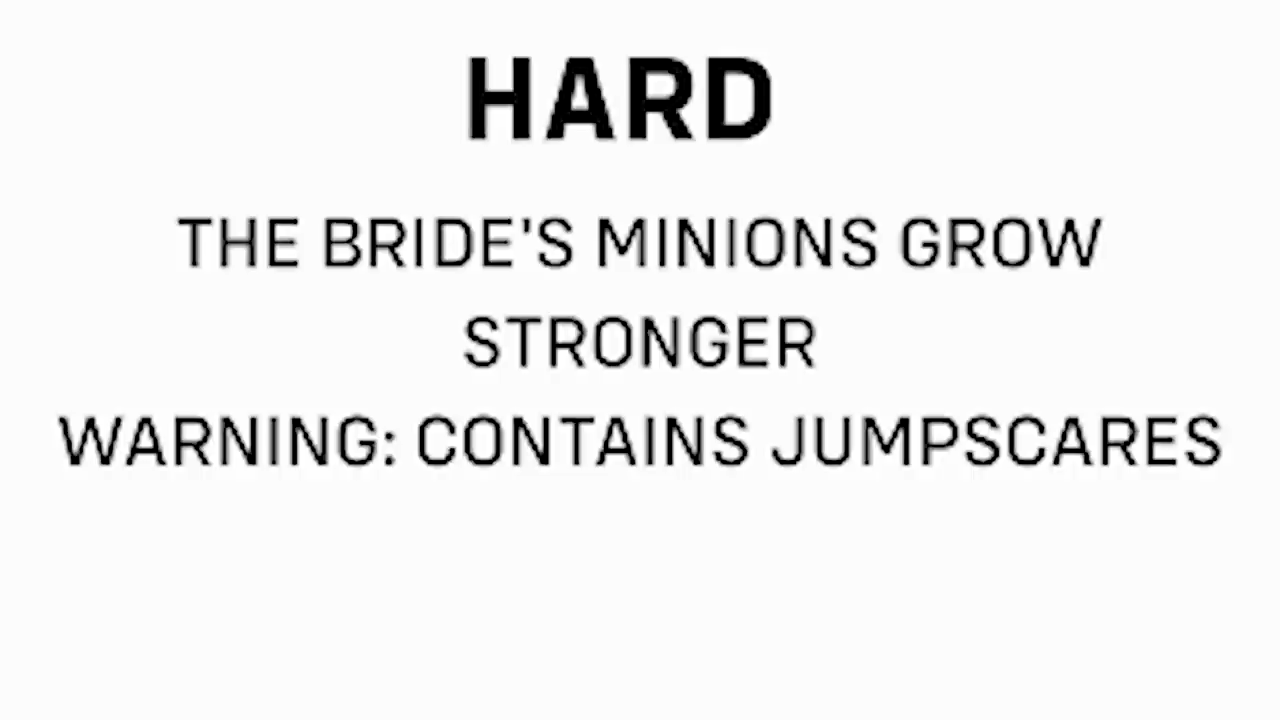 HARD
THE BRIDE'S MINIONS GROW
STRONGER
WARNING: CONTAINS JUMPSCARES